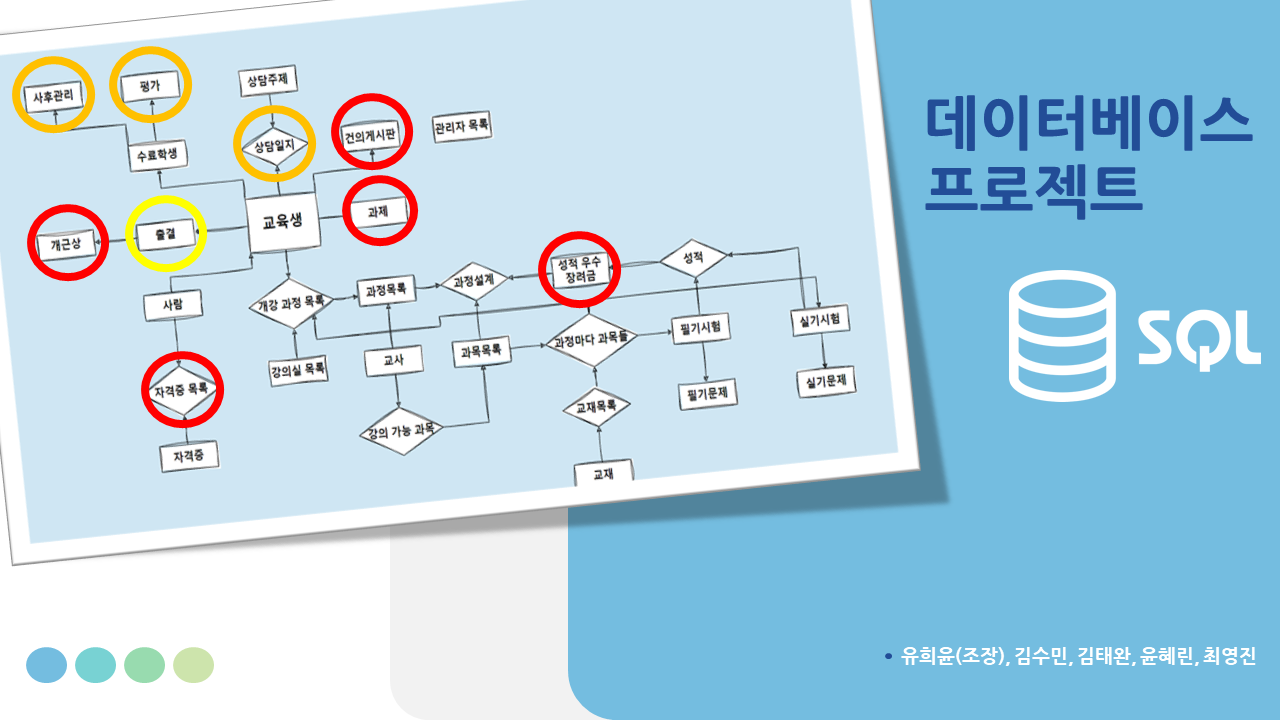 데이터베이스
프로젝트
SQL
사후관리
평가
상담주제
상담일지
건의게시판
관리자 목록
수료학생
교육생
과제
개근상
출결
사람
개강 과정 목록
과정목록
과정설계
성적 우수
장려금
성적
자격증 목록
강의실 목록
교사
과목목록
과정마다 과목들
필기시험
실기시험
자격증
강의 가능 과목
교재목록
필기문제
실기문제
교재
• 유희윤(조장), 김수민, 김태완, 윤혜린, 최영진